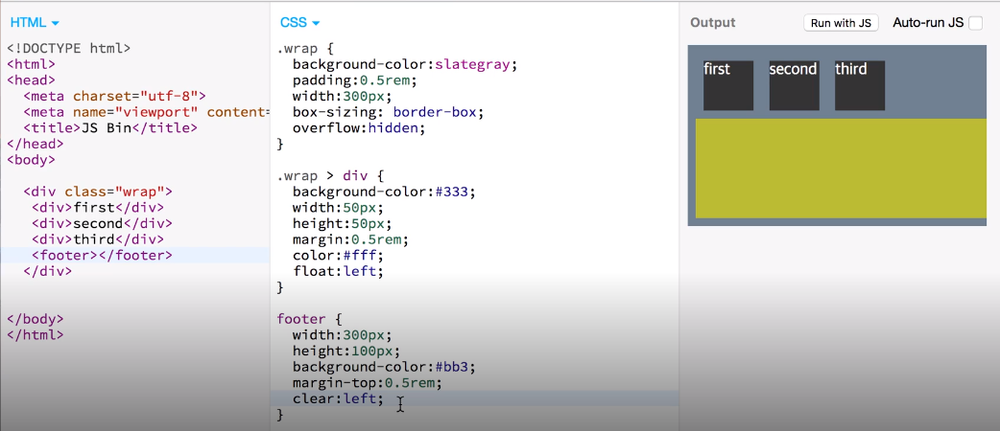 HTML
<!DOCTYPE html>
<html>
<head>
<meta charset="utf-8">
<meta name="viewport" content=
<title>JS Bin</title>
</head>
<body>
<div class="wrap">
<div>first</div>
<div>second</div>
<div>third</div>
<footer></footer>
</div>
</body>
</html>
CSS
.wrap {
background-color:slategray;
padding:0.5rem;
width:300px;
box-sizing: border-box;
overflow:hidden;
}
.wrap > div {
background-color:#333;
width:50px;
height:50px;
margin:0.5rem;
color:#fff;
float:left;
}
footer {
width:300px;
height:100px;
background-color:#bb3;
margin-top:0.5rem;
clear:left;
}
Output
Run with JS
Auto-run JS
first second third